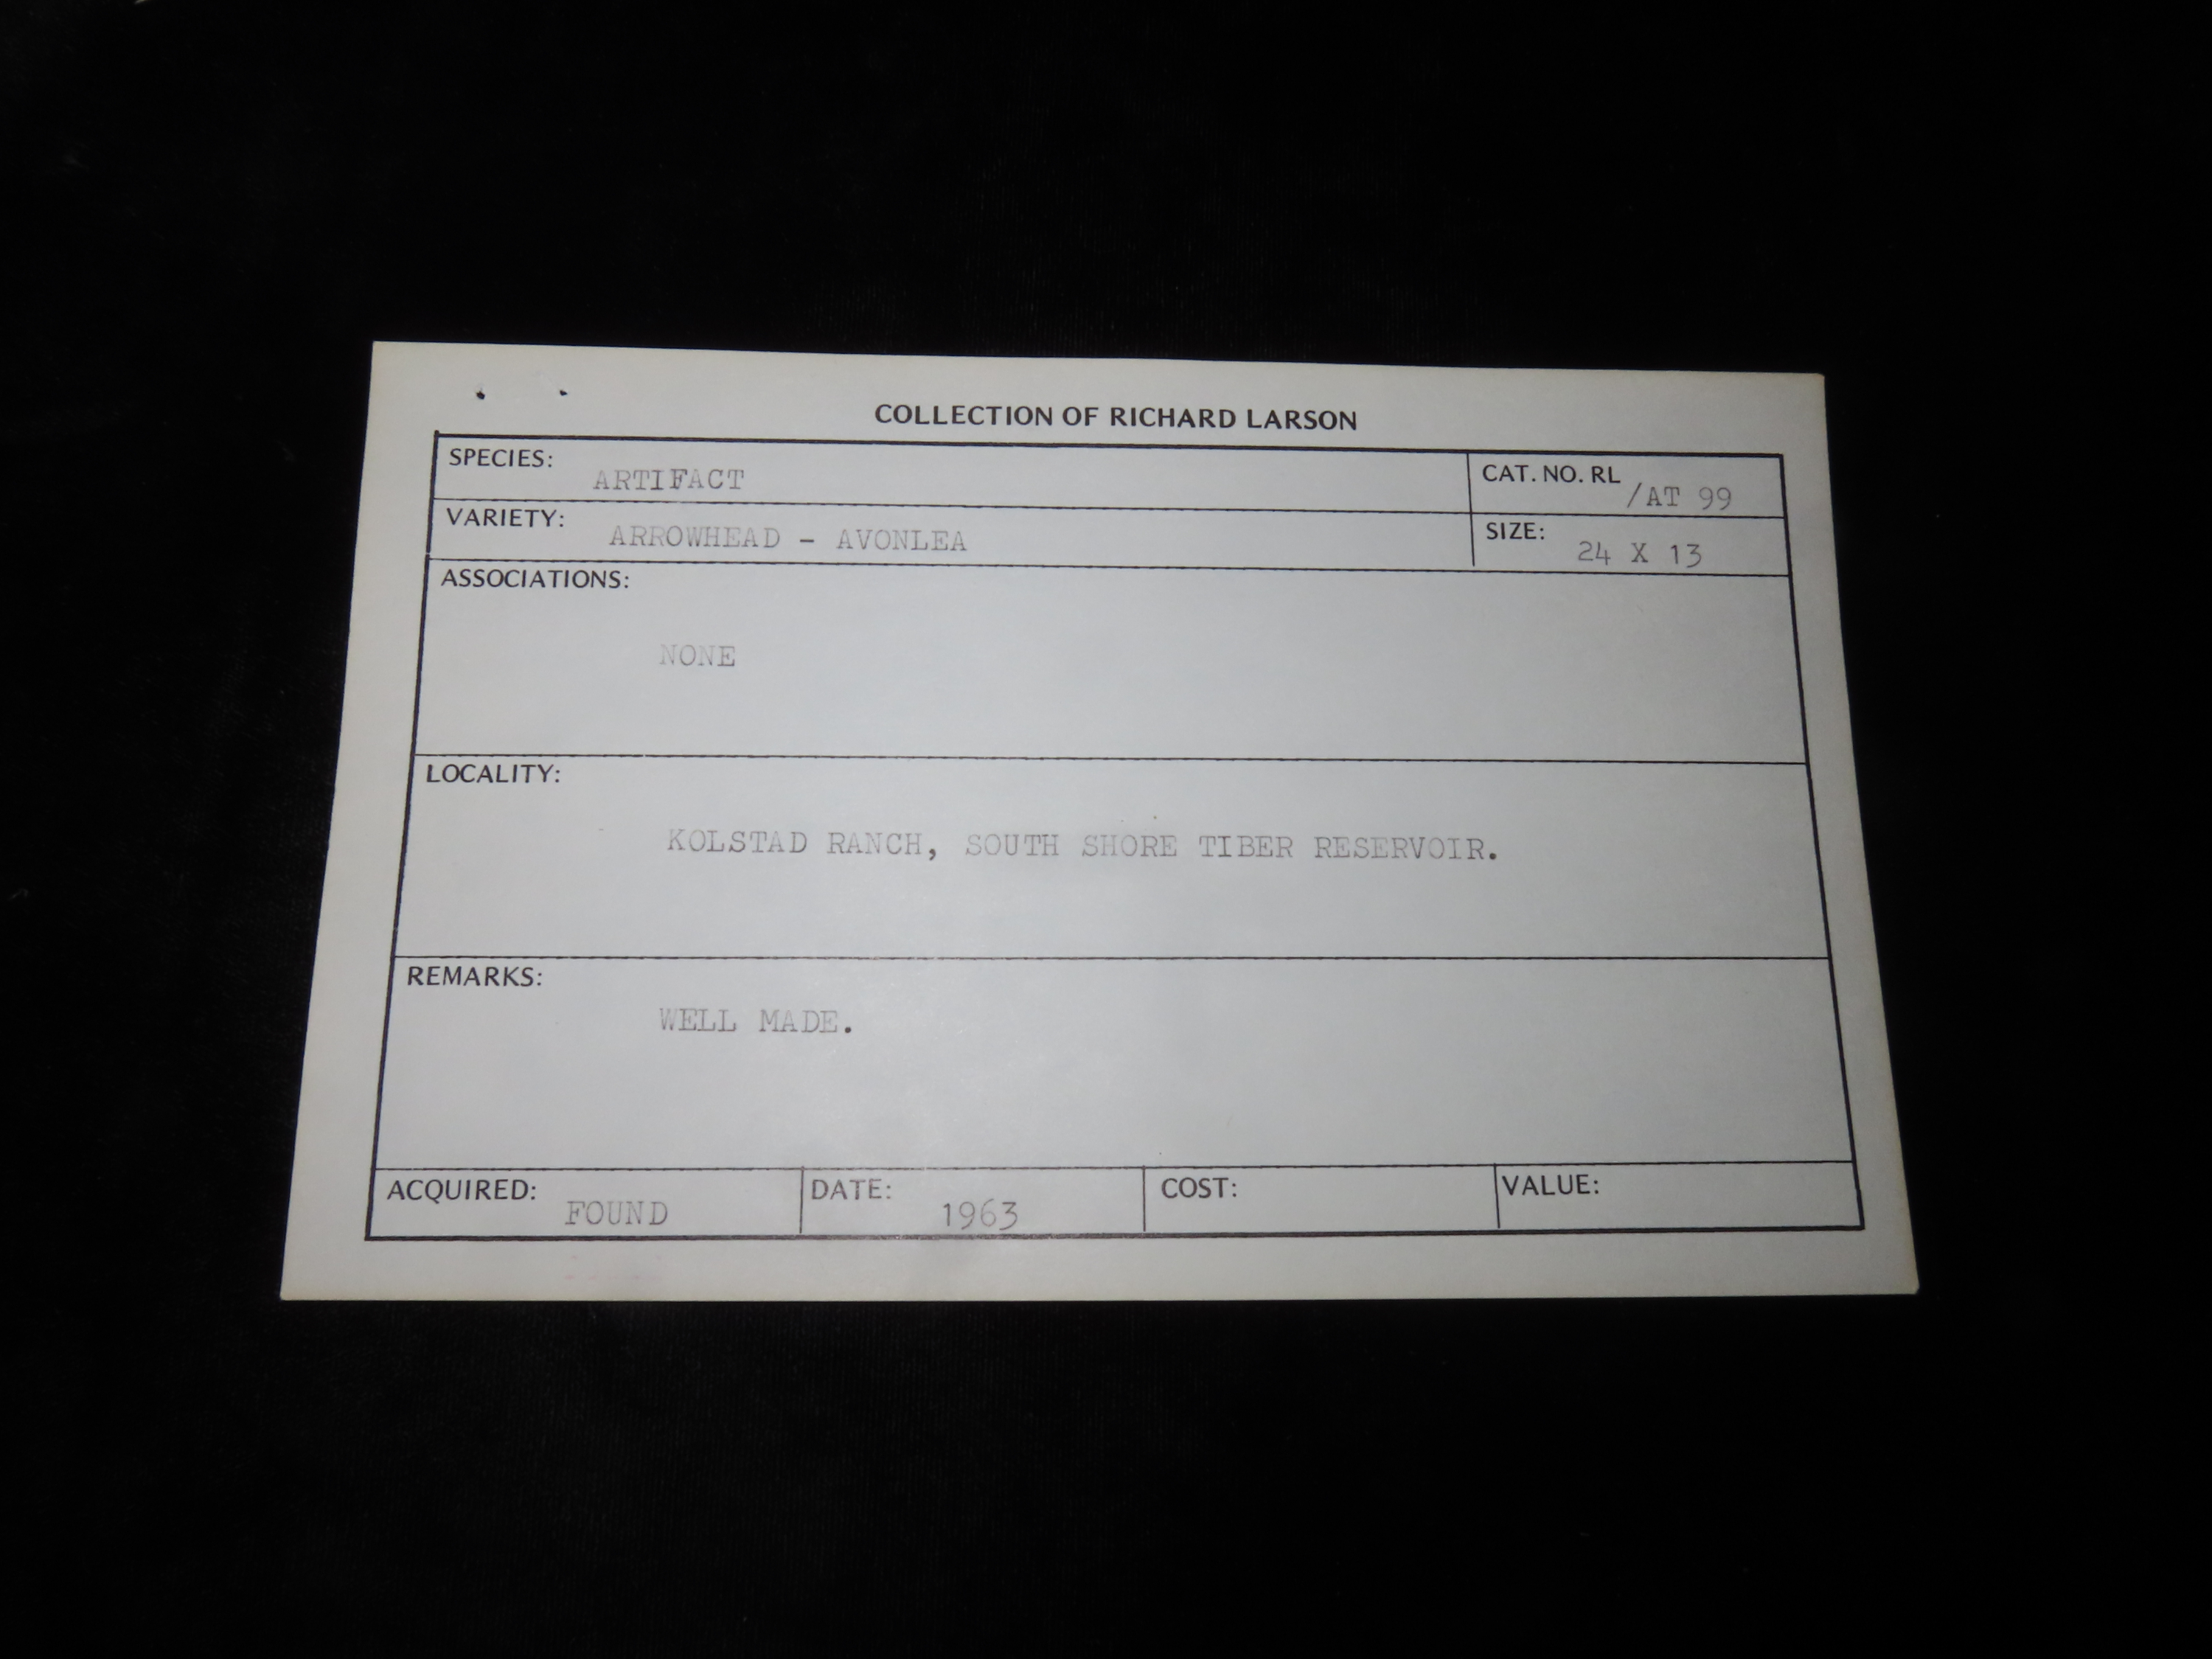 COLLECTION OF RICHARD LARSON
SPECIES: ARTIFACT
CAT. NO. RL /AT 99
VARIETY: ARROWHEAD - AVONLEA
SIZE: 24 X 13
ASSOCIATIONS:
NONE
LOCALITY:
KOLSTAD RANCH, SOUTH SHORE TIBER RESERVOIR.
REMARKS:
WELL MADE.
ACQUIRED: FOUND
DATE: 1963
COST:
VALUE: